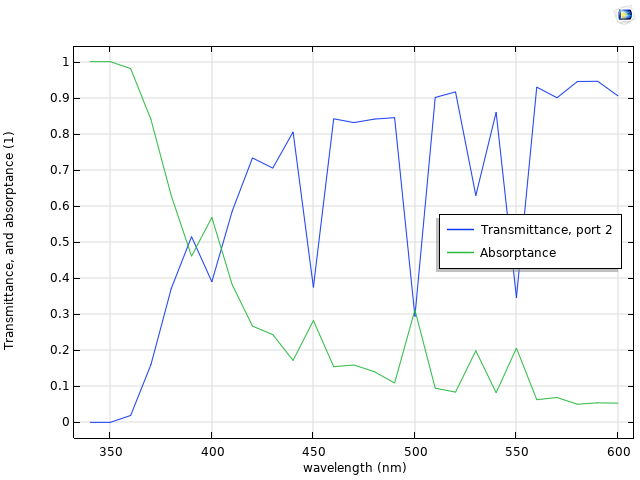 Transmittance, and absorptance (1)
1
0.9
0.8
0.7
0.6
0.5
0.4
0.3
0.2
0.1
0
Transmittance, port 2
Absorptance
350 400 450 500 550 600
wavelength (nm)